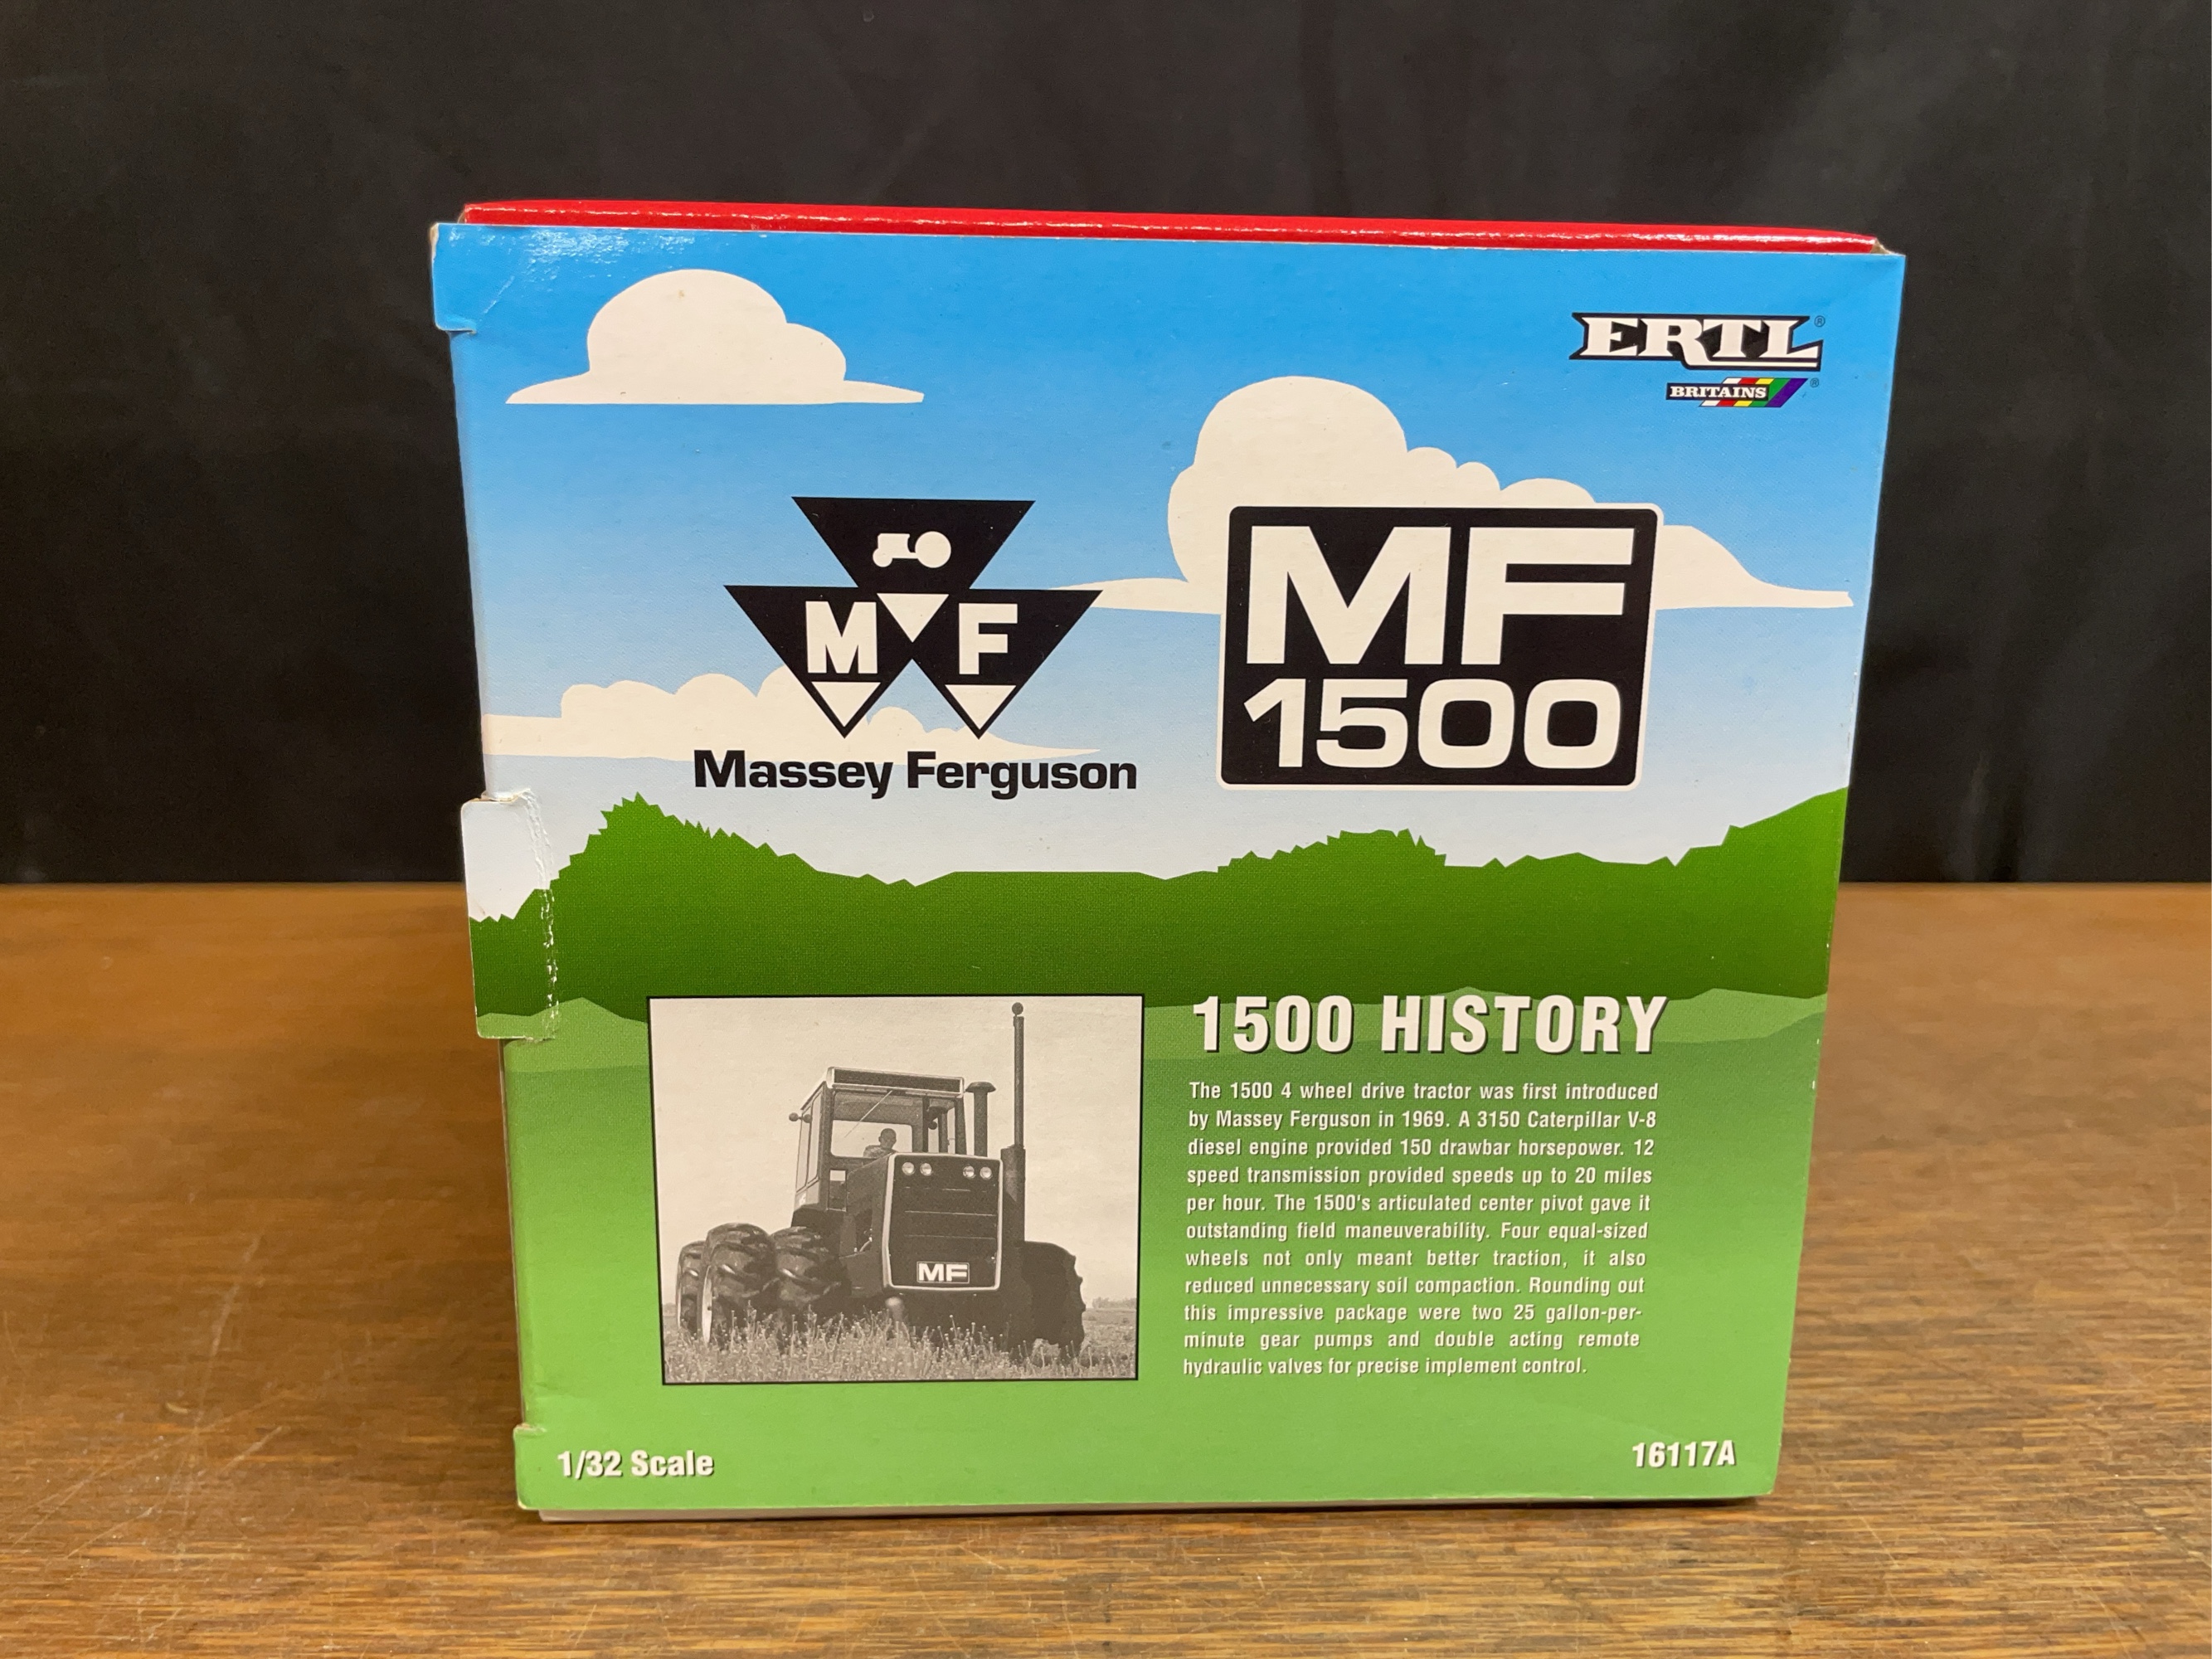 ERTL®
BRITAINS®
M F
Massey Ferguson
MF
1500
1500 HISTORY
The 1500 4 wheel drive tractor was first introduced
by Massey Ferguson in 1969. A 3150 Caterpillar V-8
diesel engine provided 150 drawbar horsepower. 12
speed transmission provided speeds up to 20 miles
per hour. The 1500's articulated center pivot gave it
outstanding field maneuverability. Four equal-sized
wheels not only meant better traction, it also
reduced unnecessary soil compaction. Rounding out
this impressive package were two 25 gallon-per-
minute gear pumps and double acting remote
hydraulic valves for precise implement control.
MF
1/32 Scale
16117A